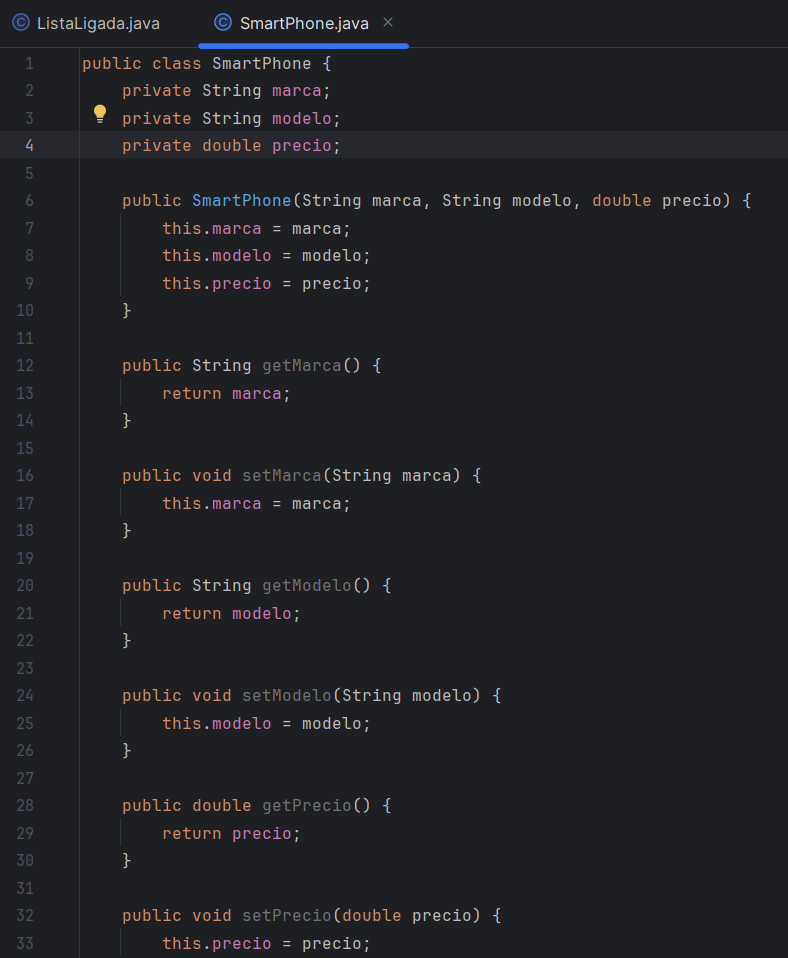 ListaLigada.java SmartPhone.java
1 public class SmartPhone {
2 private String marca;
3 private String modelo;
4 private double precio;
5
6 public SmartPhone(String marca, String modelo, double precio) {
7 this.marca = marca;
8 this.modelo = modelo;
9 this.precio = precio;
10 }
11
12 public String getMarca() {
13 return marca;
14 }
15
16 public void setMarca(String marca) {
17 this.marca = marca;
18 }
19
20 public String getModelo() {
21 return modelo;
22 }
23
24 public void setModelo(String modelo) {
25 this.modelo = modelo;
26 }
27
28 public double getPrecio() {
29 return precio;
30 }
31
32 public void setPrecio(double precio) {
33 this.precio = precio;